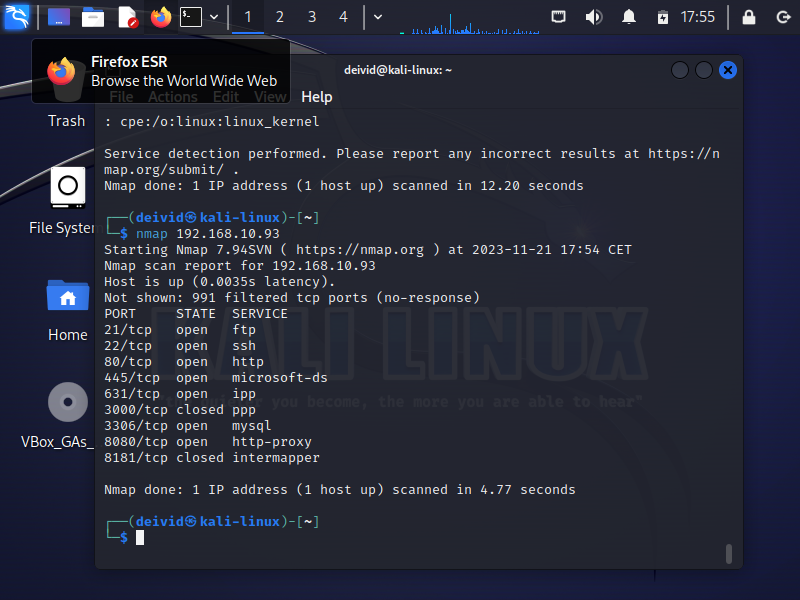 1 2 3 4
17:55
Firefox ESR
Browse the World Wide Web
deivid@kali-linux: ~
File Actions Edit View Help
Trash
File System
Home
VBox_GAs_
: cpe:/o:linux:linux_kernel
Service detection performed. Please report any incorrect results at https://n
map.org/submit/ .
Nmap done: 1 IP address (1 host up) scanned in 12.20 seconds
(deivid㉿kali-linux)-[~]
$ nmap 192.168.10.93
Starting Nmap 7.94SVN ( https://nmap.org ) at 2023-11-21 17:54 CET
Nmap scan report for 192.168.10.93
Host is up (0.0035s latency).
Not shown: 991 filtered tcp ports (no-response)
PORT STATE SERVICE
21/tcp open ftp
22/tcp open ssh
80/tcp open http
445/tcp open microsoft-ds
631/tcp open ipp
3000/tcp closed ppp
3306/tcp open mysql
8080/tcp open http-proxy
8181/tcp closed intermapper
Nmap done: 1 IP address (1 host up) scanned in 4.77 seconds
(deivid㉿kali-linux)-[~]
$
KALI LINUX
you become, the more you are able to hear"